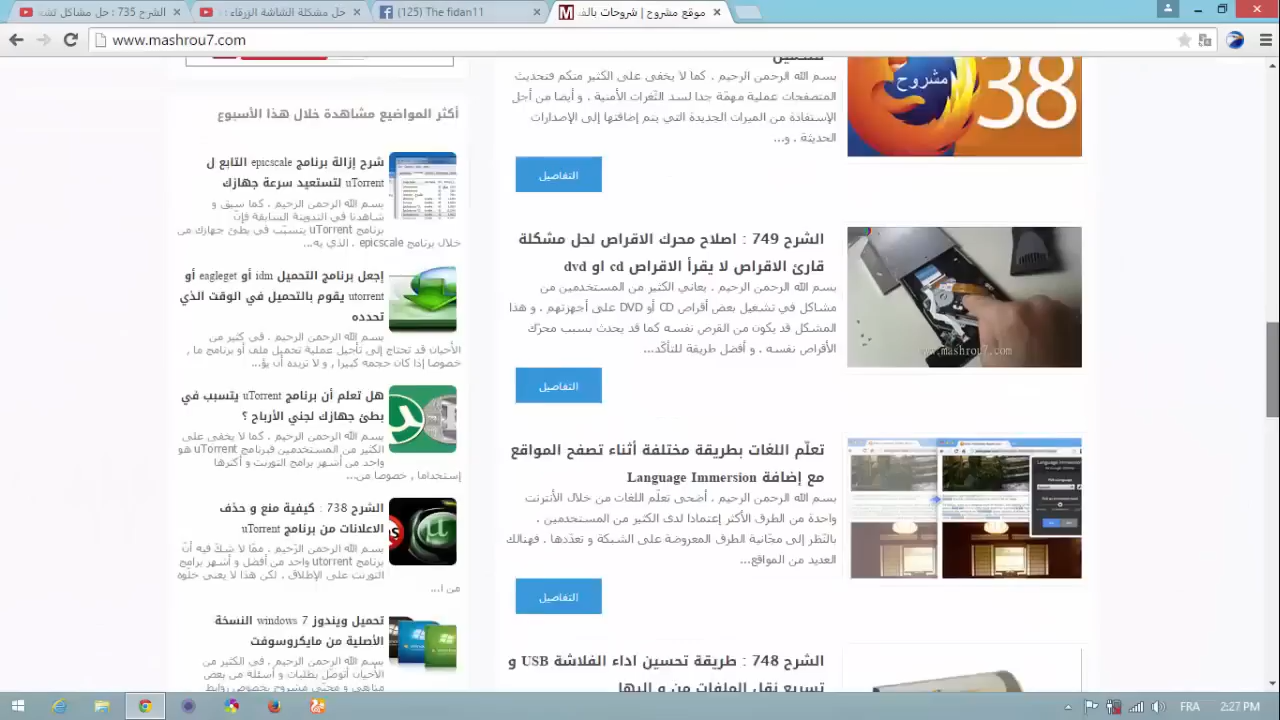 الشرح 735 : حل مشاكل تشـ
حل مشكلة الشاشة الزرقاء :
(125) The fidan11
موقع مشروح | شروحات بالفـ
www.mashrou7.com
بسم الله الرحمن الرحيم . كما لا يخفى على الكثير منكم فتحديث
المتصفحات عملية مهمّة جدا لسد الثغرات الأمنية . و أيضا من أجل
الإستفادة من الميزات الجديدة التي يتم إضافتها إلى الإصدارات
الحديثة . و...
التفاصيل
مشروح
38
الشرح 749 : اصلاح محرك الاقراص لحل مشكلة
قارئ الاقراص لا يقرأ الاقراص cd او dvd
بسم الله الرحمن الرحيم . يعاني الكثير من المستخدمين من
مشاكل في تشغيل بعض أقراص CD أو DVD على أجهزتهم . و هذا
المشكل قد يكون من القرص نفسه كما قد يحدث بسبب محرّك
الأقراص نفسه . و أفضل طريقة للتأكّد...
التفاصيل
www.mashrou7.com
تعلّم اللغات بطريقة مختلفة أثناء تصفح المواقع
مع إضافة Language Immersion
بسم الله الرحمن الرحيم . أضحى تعلّم اللغات من خلال الأنترنت
واحدة من الطرق الأكثر إعتمادا لدى الكثير من المستخدمين .
بالنّظر إلى مجّانية الطرق المعروضة على الشبكة و تعدّدها . فهنالك
العديد من المواقع...
التفاصيل
الشرح 748 : طريقة تحسين اداء الفلاشة USB و
تسريع نقل الملفات من و إليها
أكثر المواضيع مشاهدة خلال هذا الأسبوع
شرح إزالة برنامج epicscale التابع ل
uTorrent لتستعيد سرعة جهازك
بسم الله الرحمن الرحيم . كما سبق و
شاهدنا في التدوينة السابقة فإنّ
برنامج uTorrent يتسبّب في بطئ جهازك من
خلال برنامج epicscale . الذي يه...
إجعل برنامج التحميل idm أو eagleget أو
utorrent يقوم بالتحميل في الوقت الذي
تحدده
بسم الله الرحمن الرحيم . في كثير من
الأحيان قد تحتاج إلى تأجيل عملية تحميل ملف أو برنامج ما ,
خصوصا إذا كان حجمه كبيرا , و لا تريده أن يؤ...
هل تعلم أن برنامج uTorrent يتسبب في
بطئ جهازك لجني الأرباح ؟
بسم الله الرحمن الرحيم . كما لا يخفى على
الكثير من المستخدمين فبرنامج uTorrent هو
واحد من أشهر برامج التورنت و أكثرها
إستخداما , خصوصا من...
الشرح 738 : كيفية منع و حذف
الاعلانات من برنامج uTorrent
بسم الله الرحمن الرحيم . ممّا لا شكّ فيه أنّ
برنامج utorrent واحد من أفضل و أشهر برامج
التورنت على الإطلاق . لكن هذا لا يعني خلوّه
من ا...
تحميل ويندوز 7 windows النسخة
الأصلية من مايكروسوفت
بسم الله الرحمن الرحيم . في الكثير من
الأحيان أتوصّل بطلبات و أسئلة من بعض
متابعي و محبّي مشروح بخصوص روابط
FRA
2:27 PM